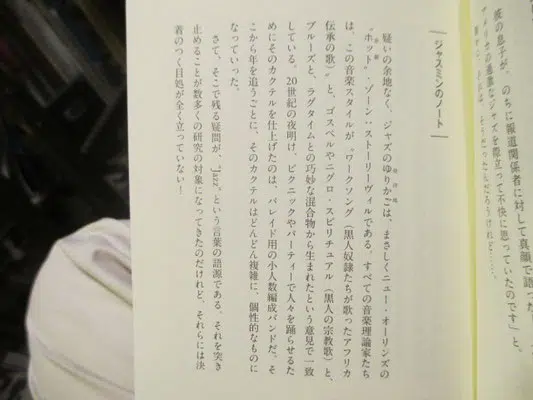 彼の息子が、のちに報道関係者に対して真顔で語った
アメリカの過激なジャズを際立って不快に思っていたのです」と、
ジャスミンのノート
疑いの余地なく、ジャズのゆりかごは、まさしくニュー・オーリンズの
“ホット・ゾーン”ストーリーヴィルである。すべての音楽理論家たち
は、この音楽スタイルが、“ワークソング（黒人奴隷たちが歌ったアフリカ
伝承の歌）”と、ゴスペルやニグロ・スピリチュアル（黒人の宗教歌）と、
ブルーズと、ラグタイムとの巧妙な混合物から生まれたという意見で一致
している。20世紀の夜明け、ピクニックやパーティーで人々を踊らせるた
めにそのカクテルを仕上げたのは、パレイド用の小人数編成バンドだ。そ
こから年を追うごとに、そのカクテルはどんどん複雑に、個性的なものに
なっていった。
さて、そこで残る疑問が、“Jazz”という言葉の語源である。それを突き
止めることが数多くの研究の対象になってきたのだけれど、それらには決
着のつく目処が全く立っていない！